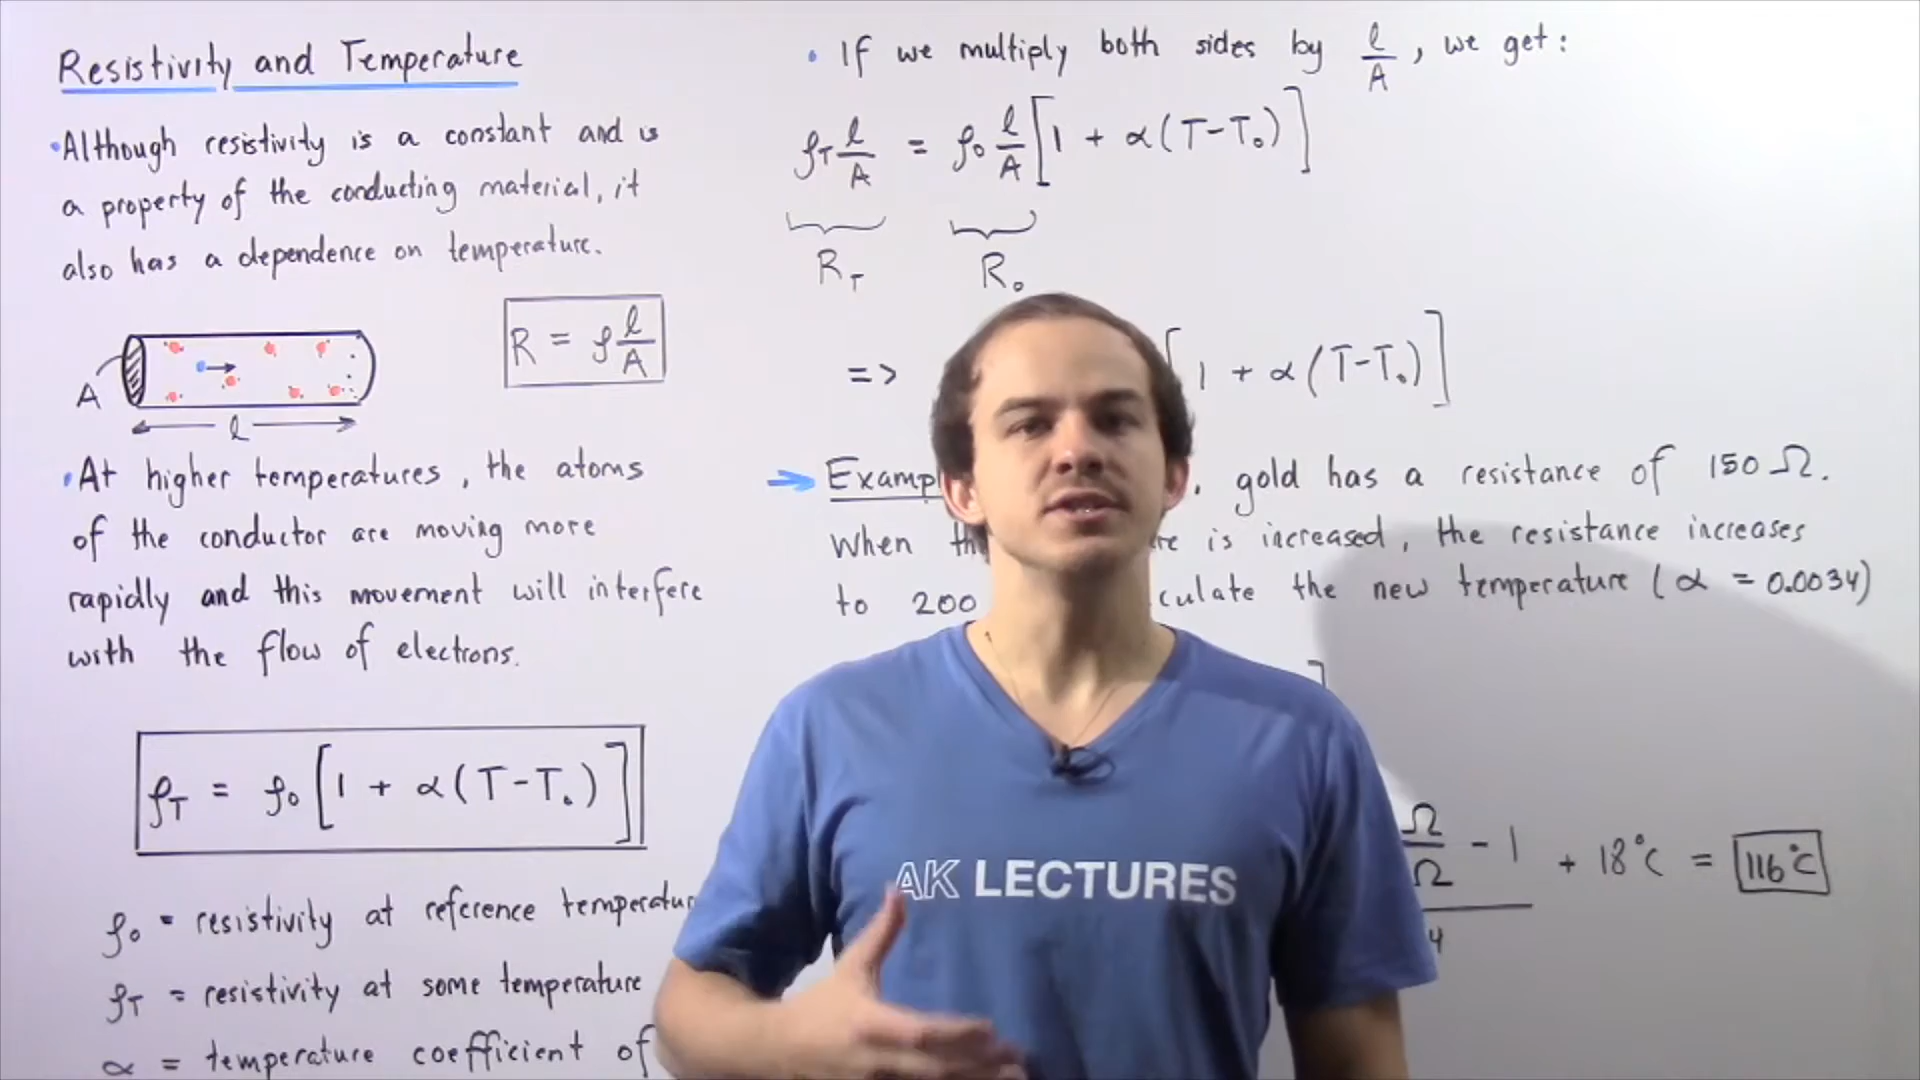 Resistivity and Temperature
•Although resistivity is a constant and is
a property of the conducting material, it
also has a dependence on temperature.
A
l
R = ρ l/A
•At higher temperatures, the atoms
of the conductor are moving more
rapidly and this movement will interfere
with the flow of electrons.
ρT = ρ0 [1 + α(T-T0)]
ρ0 = resistivity at reference
ρT = resistivity at some temperature
α = temperature coefficient of
• If we multiply both sides by l/A, we get:
ρT l/A = ρ0 l/A [1 + α(T-T0)]
RT R0
=> [1 + α(T-T0)]
gold has a resistance of 150 Ω.
When is increased, the resistance increases
to 200 the new temperature (α = 0.0034)
Ω/Ω - 1 + 18°C = 116°C
4
AK LECTURES